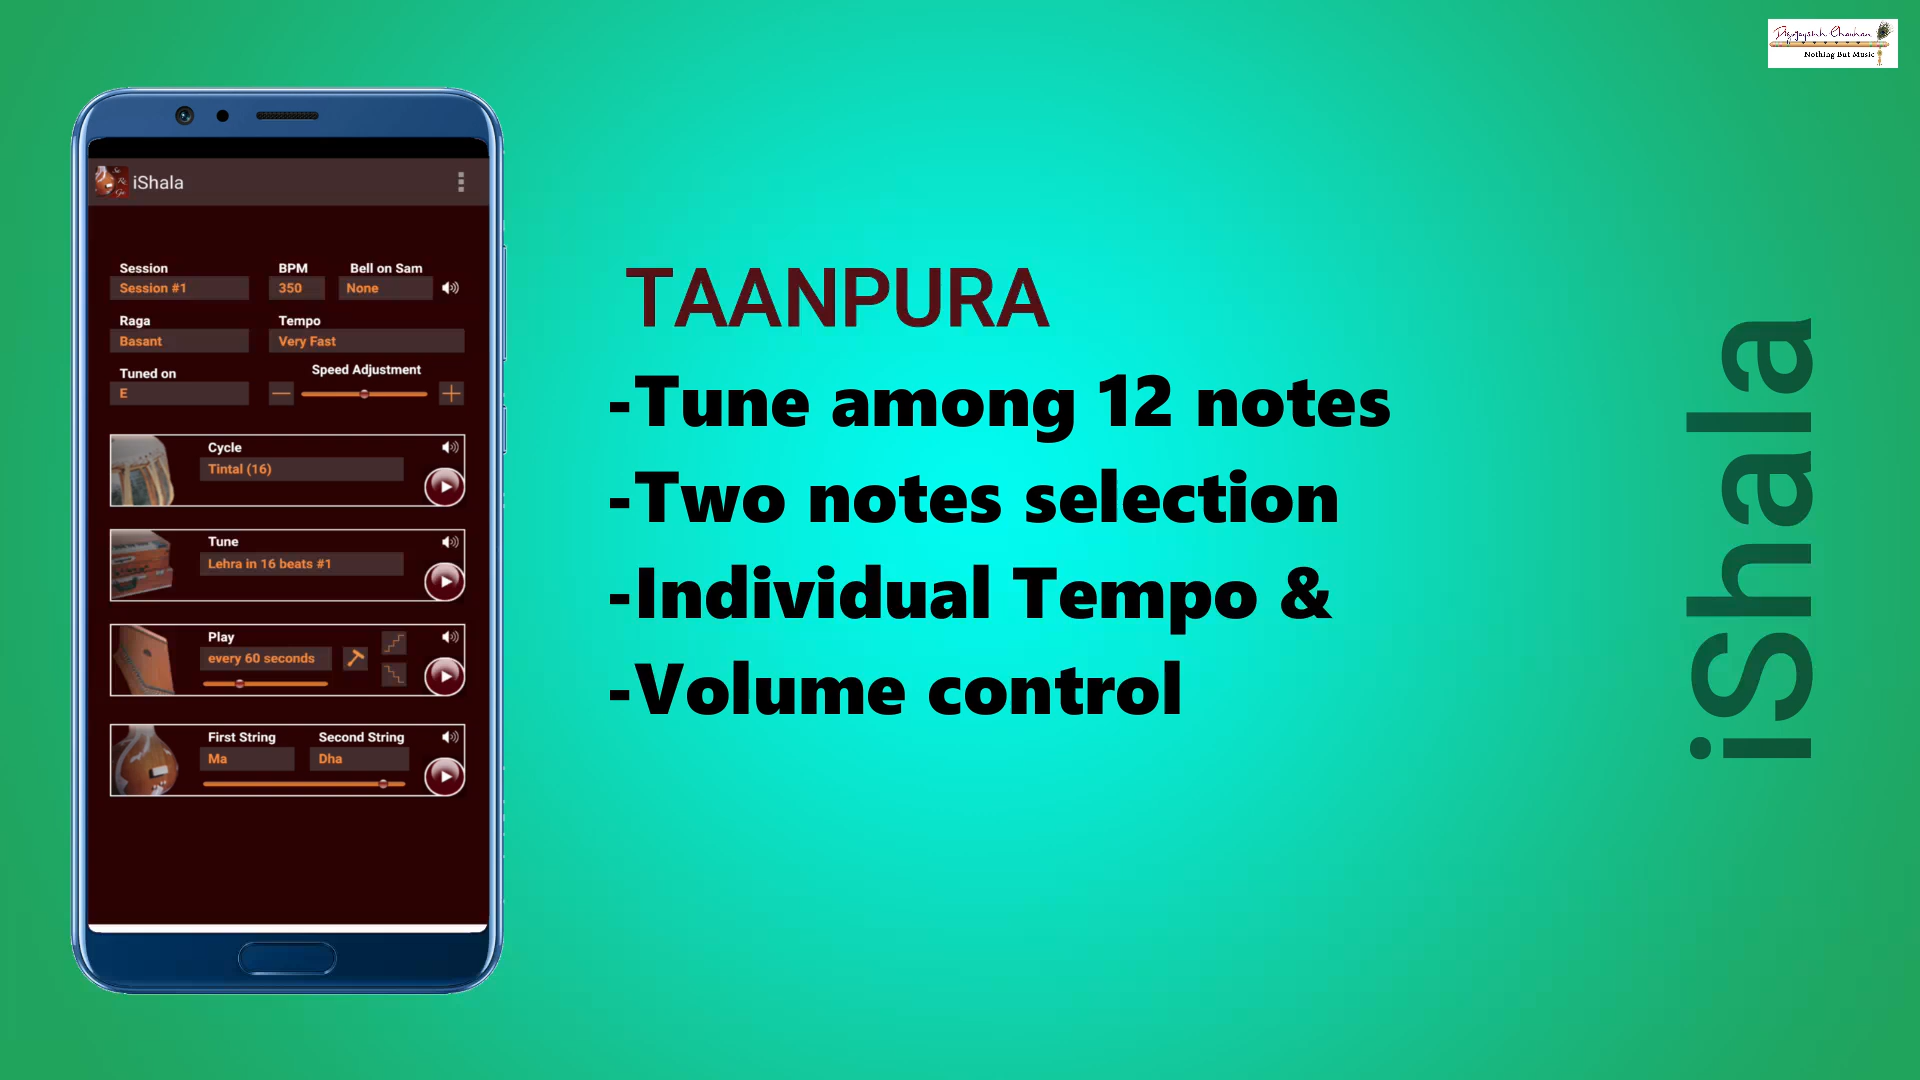 Nothing But Music
iShala
Session
BPM
Bell on Sam
Session #1
350
None
Raga
Tempo
Basant
Very Fast
Tuned on
Speed Adjustment
E
Cycle
Tintal (16)
Tune
Lehra in 16 beats #1
Play
every 60 seconds
First String
Second String
Ma
Dha
TAANPURA
-Tune among 12 notes
-Two notes selection
-Individual Tempo &
-Volume control
iShala